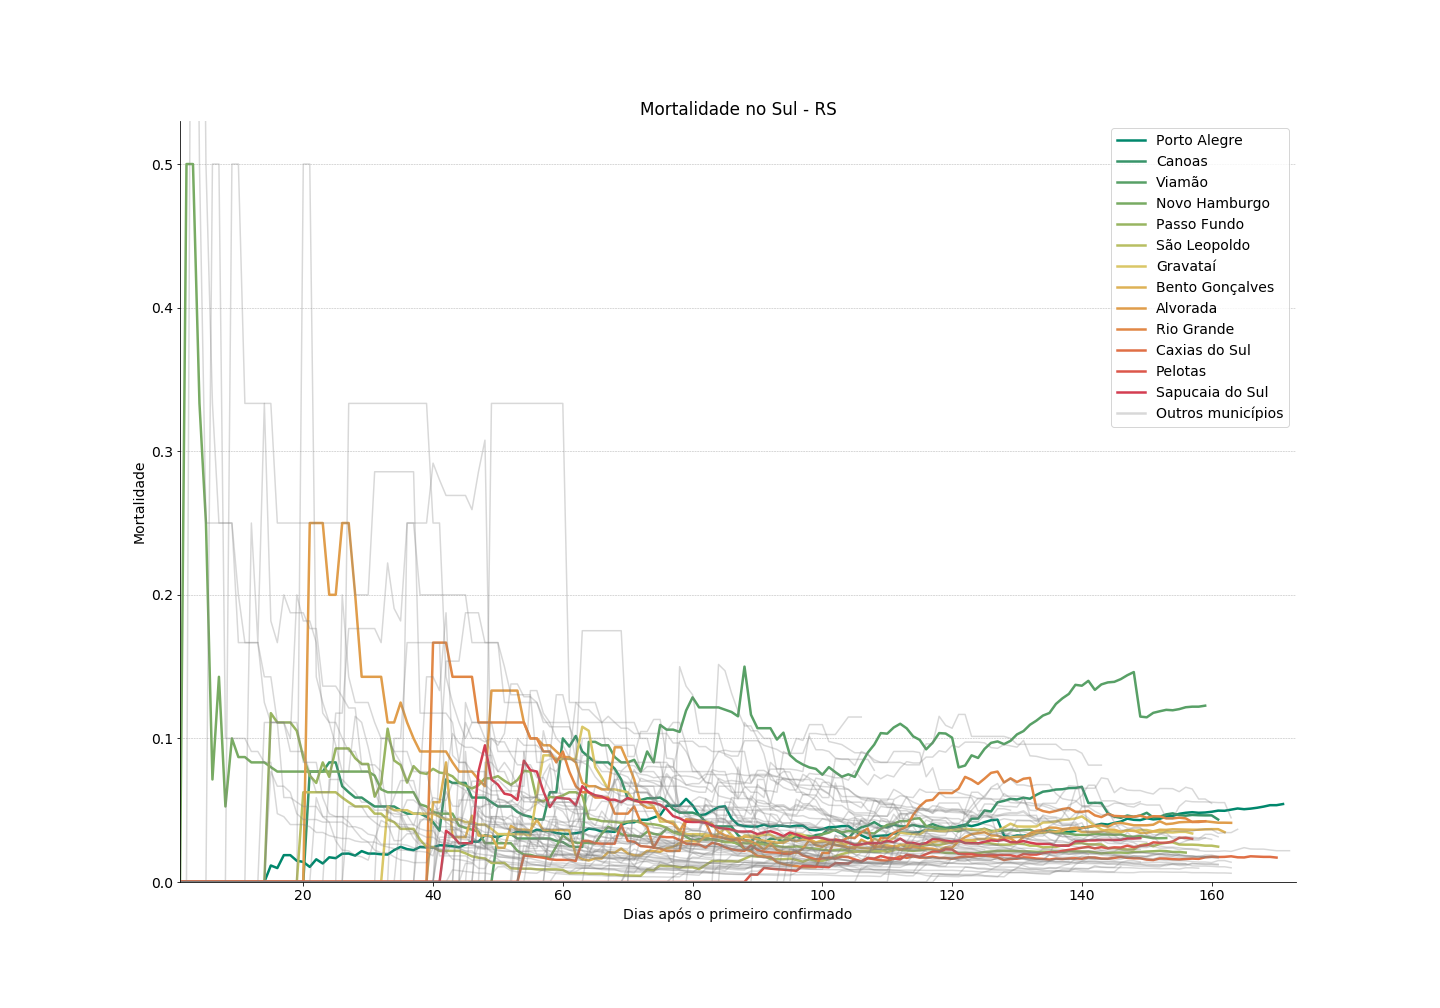 Mortalidade no Sul - RS
Porto Alegre
Canoas
Viamão
Novo Hamburgo
Passo Fundo
São Leopoldo
Gravataí
Bento Gonçalves
Alvorada
Rio Grande
Caxias do Sul
Pelotas
Sapucaia do Sul
Outros municípios
Mortalidade
0.5
0.4
0.3
0.2
0.1
0.0
20 40 60 80 100 120 140 160
Dias após o primeiro confirmado